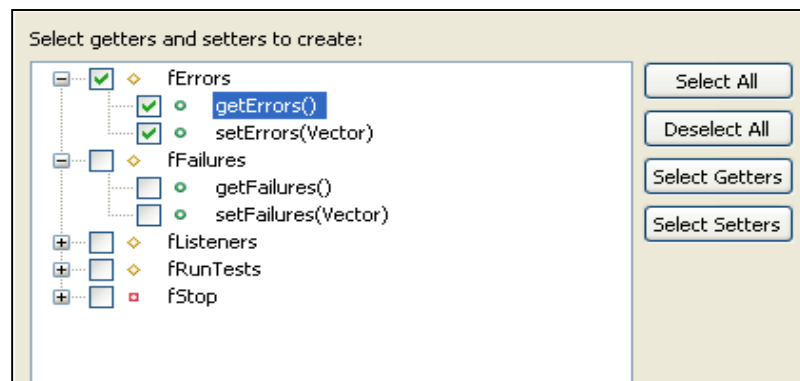 Select getters and setters to create:
fErrors
getErrors()
setErrors(Vector)
fFailures
getFailures()
setFailures(Vector)
fListeners
fRunTests
fStop
Select All
Deselect All
Select Getters
Select Setters